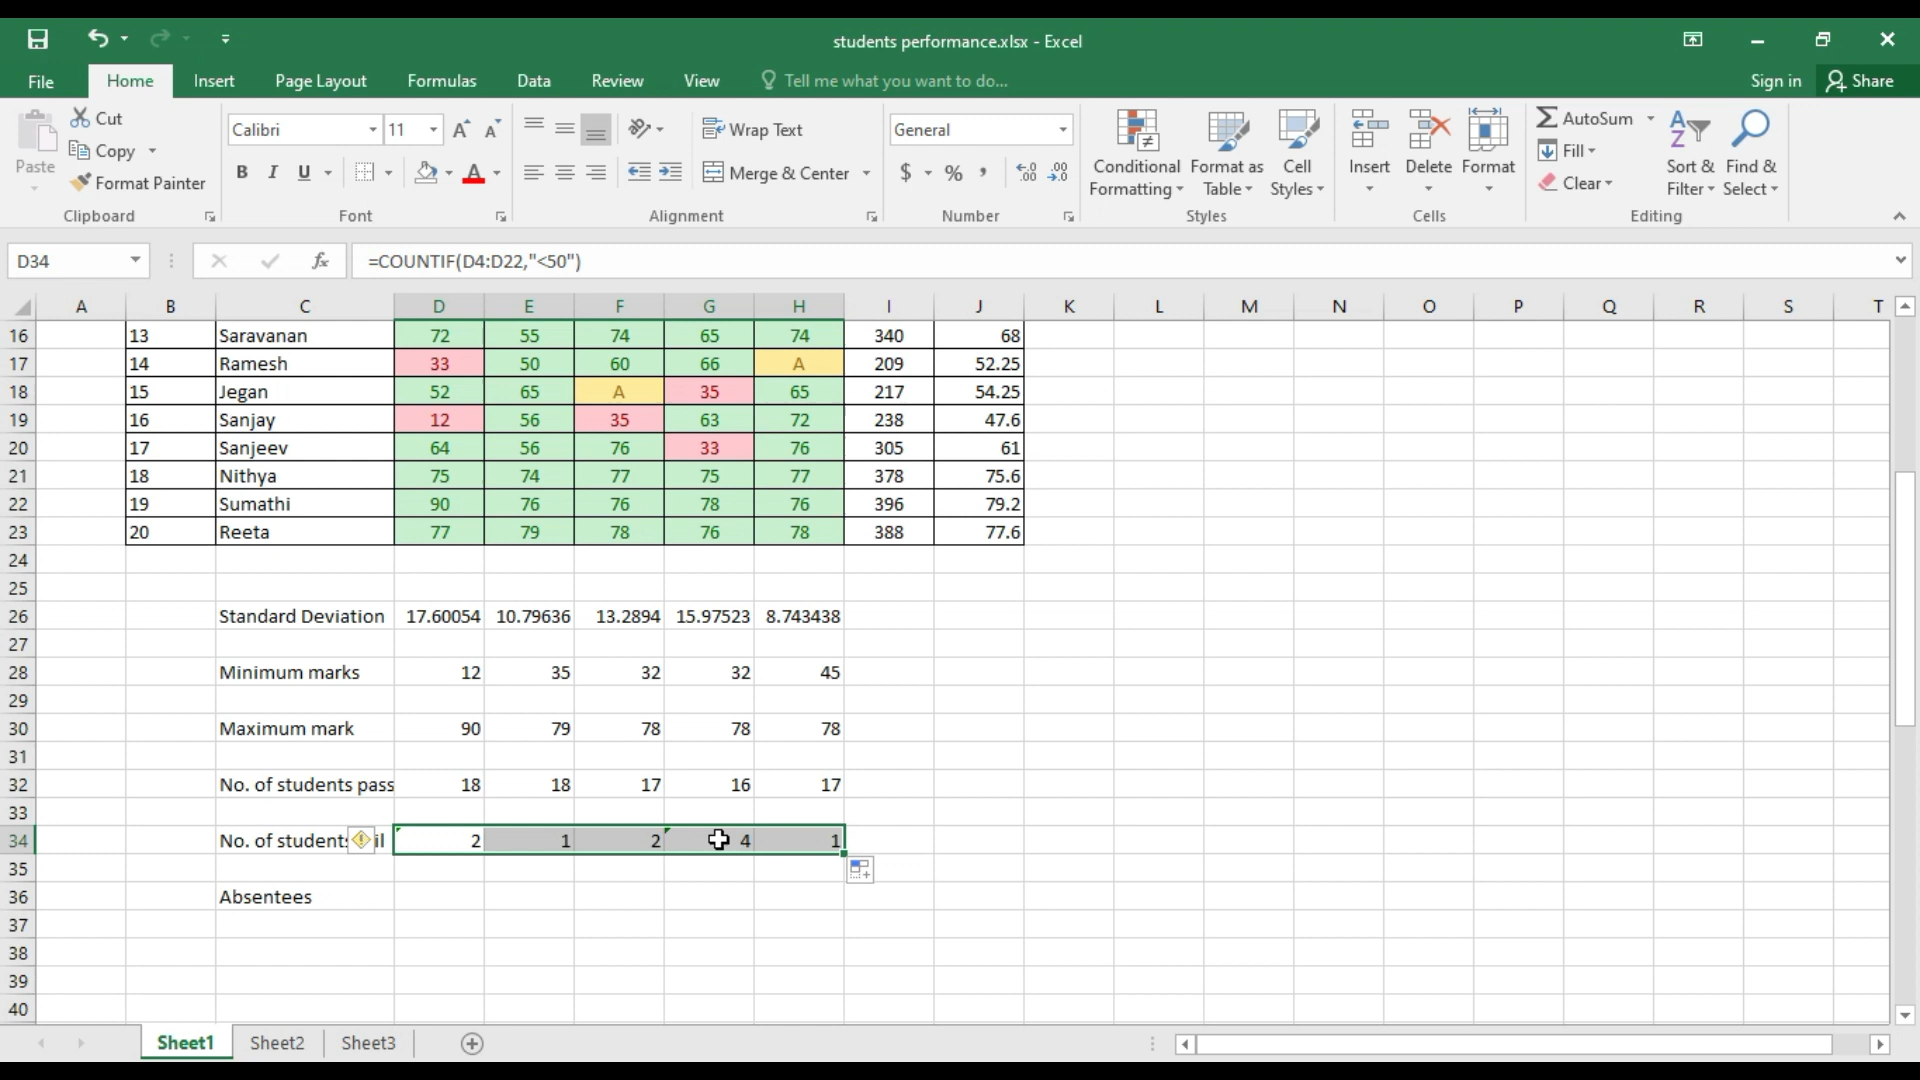 students performance.xlsx - Excel
File Home Insert Page Layout Formulas Data Review View Tell me what you want to do... Sign in Share
Paste Cut Copy Format Painter Clipboard
Calibri 11 A A B I U A Font
Wrap Text Merge & Center Alignment
General $ % , .00 Number
Conditional Formatting Format as Table Cell Styles Styles
Insert Delete Format Cells
AutoSum Fill Clear Sort & Filter Find & Select Editing
D34 fx =COUNTIF(D4:D22,"<50")
A B C D E F G H I J K L M N O P Q R S T
16 13 Saravanan 72 55 74 65 74 340 68
17 14 Ramesh 33 50 60 66 A 209 52.25
18 15 Jegan 52 65 A 35 65 217 54.25
19 16 Sanjay 12 56 35 63 72 238 47.6
20 17 Sanjeev 64 56 76 33 76 305 61
21 18 Nithya 75 74 77 75 77 378 75.6
22 19 Sumathi 90 76 76 78 76 396 79.2
23 20 Reeta 77 79 78 76 78 388 77.6
24
25
26 Standard Deviation 17.60054 10.79636 13.2894 15.97523 8.743438
27
28 Minimum marks 12 35 32 32 45
29
30 Maximum mark 90 79 78 78 78
31
32 No. of students pass 18 18 17 16 17
33
34 No. of students il 2 1 2 4 1
35
36 Absentees
37
38
39
40
Sheet1 Sheet2 Sheet3